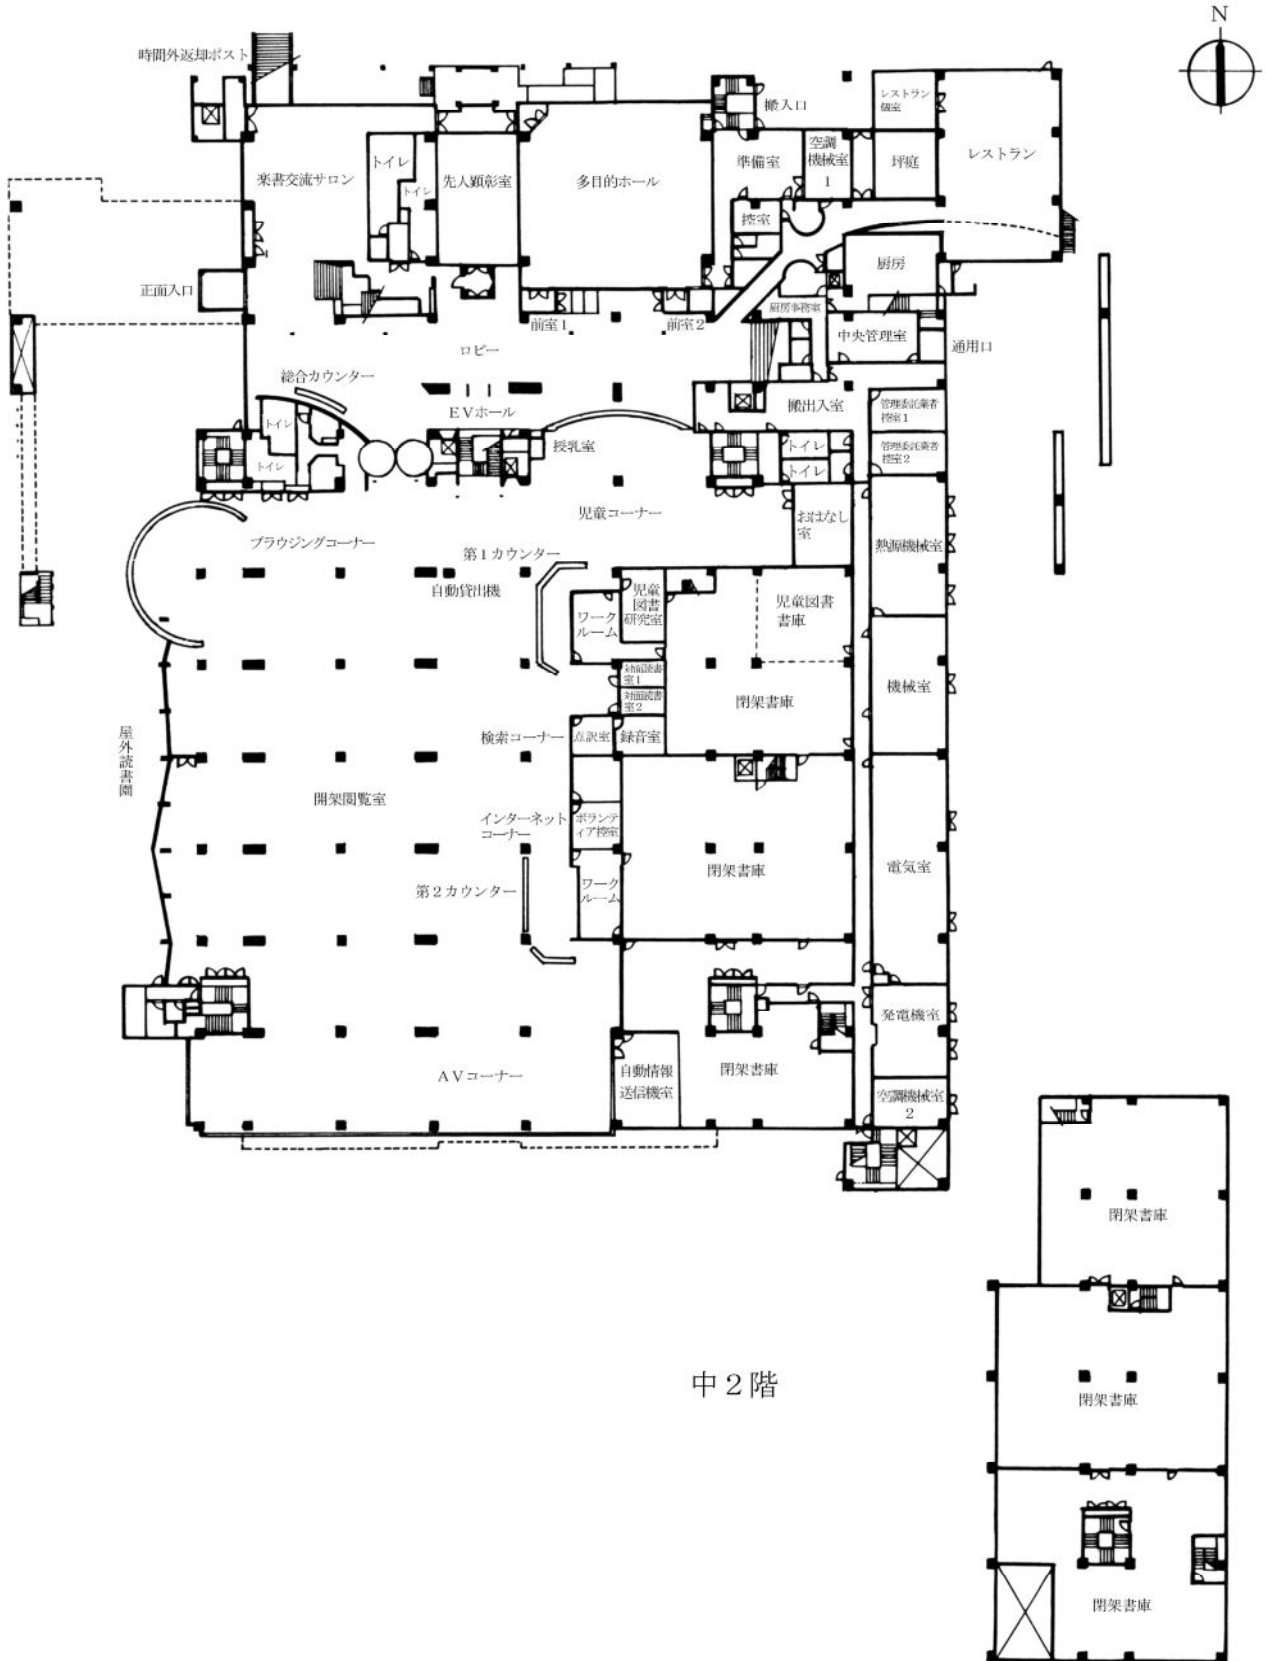 N
時間外返却ポスト
搬入口
レストラン
個室
楽書交流サロン
トイレ
トイレ
先人顕彰室
多目的ホール
準備室
空調
機械室
1
坪庭
レストラン
控室
正面入口
厨房
前室1
前室2
厨房事務室
中央管理室
通用口
ロビー
総合カウンター
EVホール
搬出入室
管理委託業者
控室1
トイレ
トイレ
授乳室
トイレ
トイレ
管理委託業者
控室2
ブラウジングコーナー
児童コーナー
おはなし
室
熱源機械室
第1カウンター
自動貸出機
ワーク
ルーム
児童
図書
研究室
児童図書
書庫
対面読書
室1
対面読書
室2
閉架書庫
機械室
屋外読書園
検索コーナー
点訳室
録音室
開架閲覧室
インターネット
コーナー
ボランテ
ィア控室
閉架書庫
電気室
第2カウンター
ワーク
ルーム
発電機室
AVコーナー
自動情報
送信機室
閉架書庫
空調機械室
2
閉架書庫
中2階
閉架書庫
閉架書庫